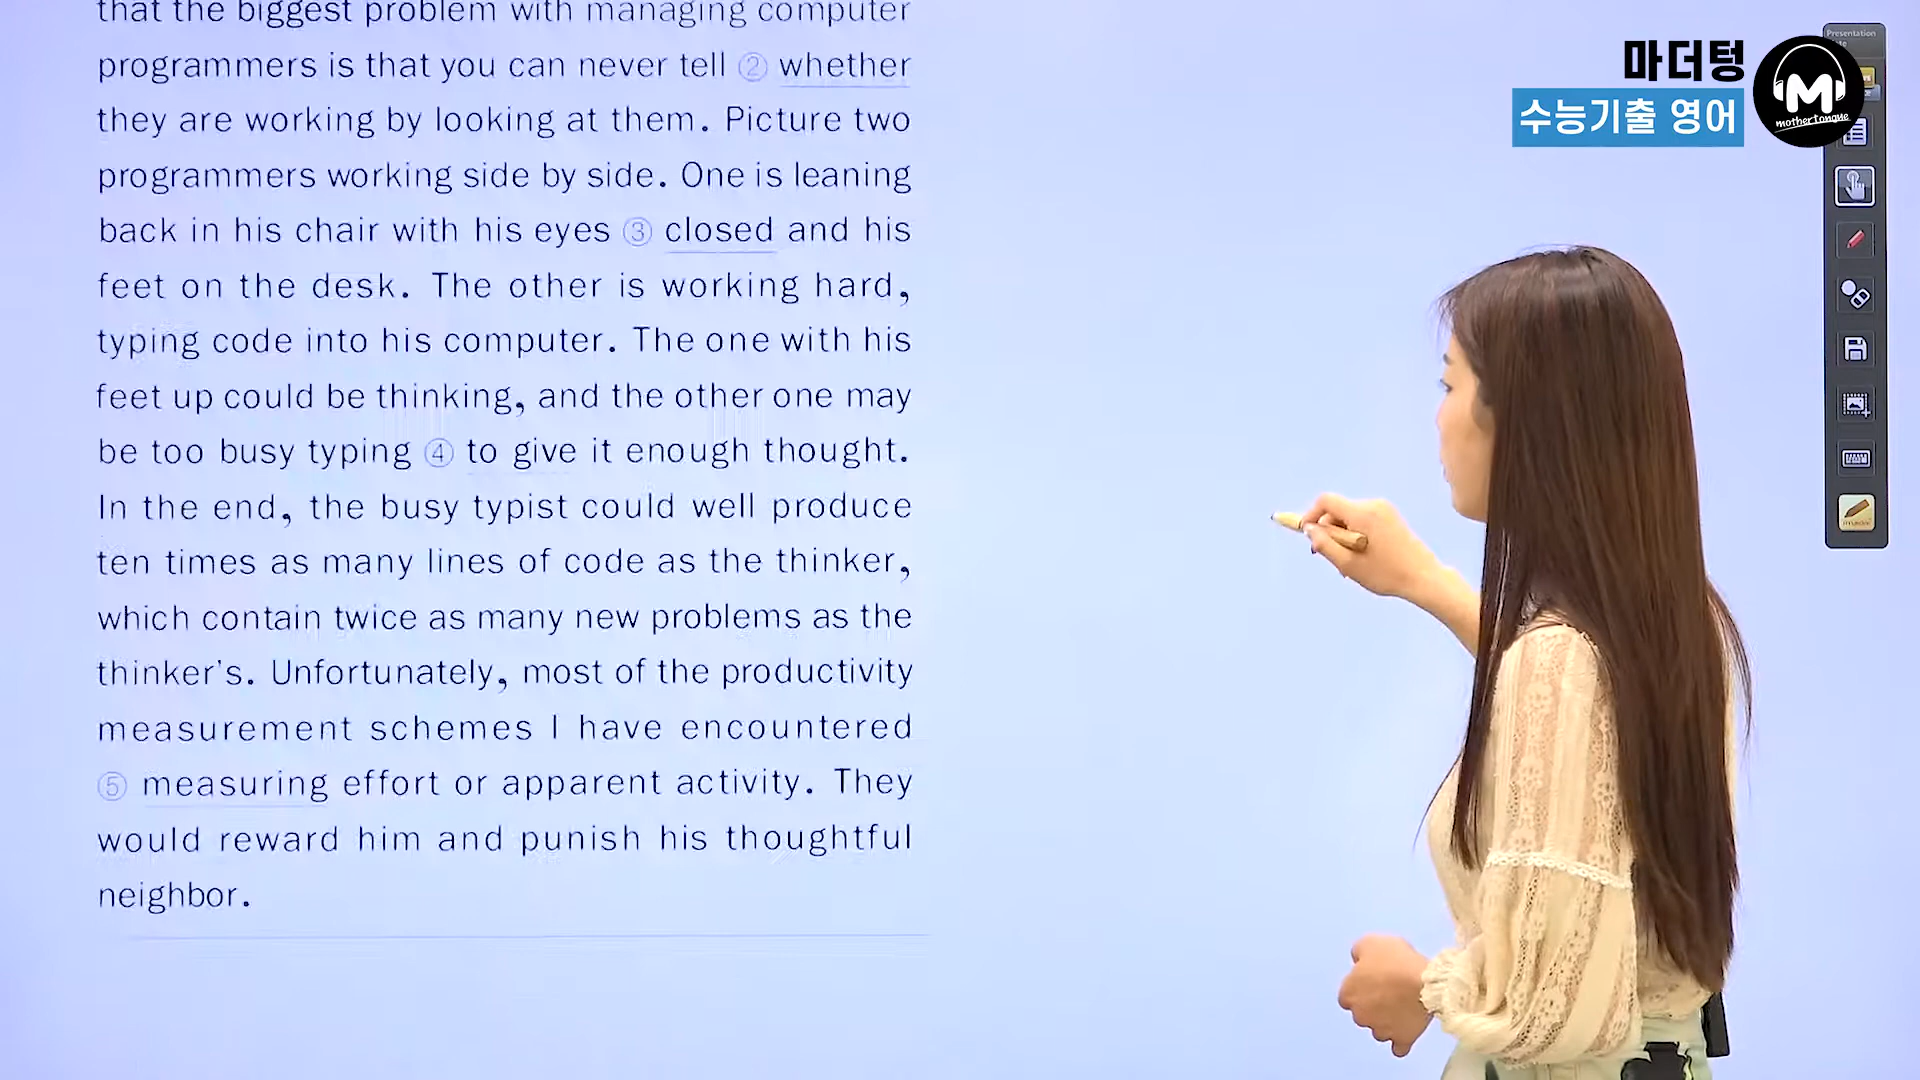 that the biggest problem with managing computer
programmers is that you can never tell ② whether
they are working by looking at them. Picture two
programmers working side by side. One is leaning
back in his chair with his eyes ③ closed and his
feet on the desk. The other is working hard,
typing code into his computer. The one with his
feet up could be thinking, and the other one may
be too busy typing ④ to give it enough thought.
In the end, the busy typist could well produce
ten times as many lines of code as the thinker,
which contain twice as many new problems as the
thinker's. Unfortunately, most of the productivity
measurement schemes I have encountered
⑤ measuring effort or apparent activity. They
would reward him and punish his thoughtful
neighbor.
마더텅
수능기출 영어
M
mothertongue
Presentation